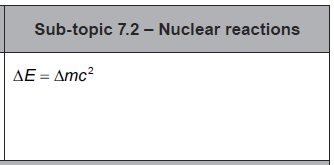 Sub-topic 7.2 – Nuclear reactions
ΔE = Δmc²